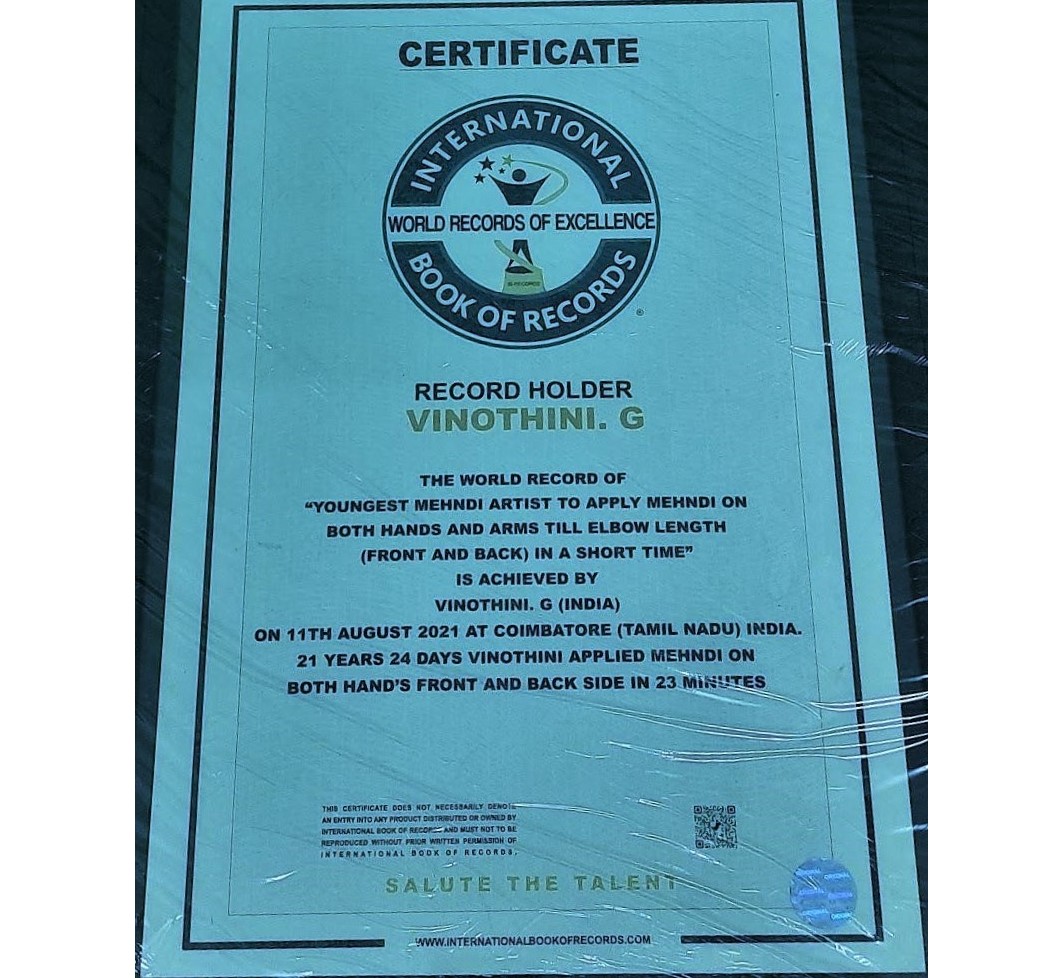 CERTIFICATE
INTERNATIONAL
WORLD RECORDS OF EXCELLENCE
BOOK OF RECORDS
®
RECORD HOLDER
VINOTHINI. G
THE WORLD RECORD OF
“YOUNGEST MEHNDI ARTIST TO APPLY MEHNDI ON
BOTH HANDS AND ARMS TILL ELBOW LENGTH
(FRONT AND BACK) IN A SHORT TIME”
IS ACHIEVED BY
VINOTHINI. G (INDIA)
ON 11TH AUGUST 2021 AT COIMBATORE (TAMIL NADU) INDIA.
21 YEARS 24 DAYS VINOTHINI APPLIED MEHNDI ON
BOTH HAND'S FRONT AND BACK SIDE IN 23 MINUTES
THIS CERTIFICATE DOES NOT NECESSARILY DENOTE
AN ENTRY INTO ANY PRODUCT DISTRIBUTED OR OWNED BY
INTERNATIONAL BOOK OF RECORDS AND MUST NOT TO BE
REPRODUCED WITHOUT PRIOR WRITTEN PERMISSION OF
INTERNATIONAL BOOK OF RECORDS.
SALUTE THE TALENT
ORIGINAL
WWW.INTERNATIONALBOOKOFRECORDS.COM